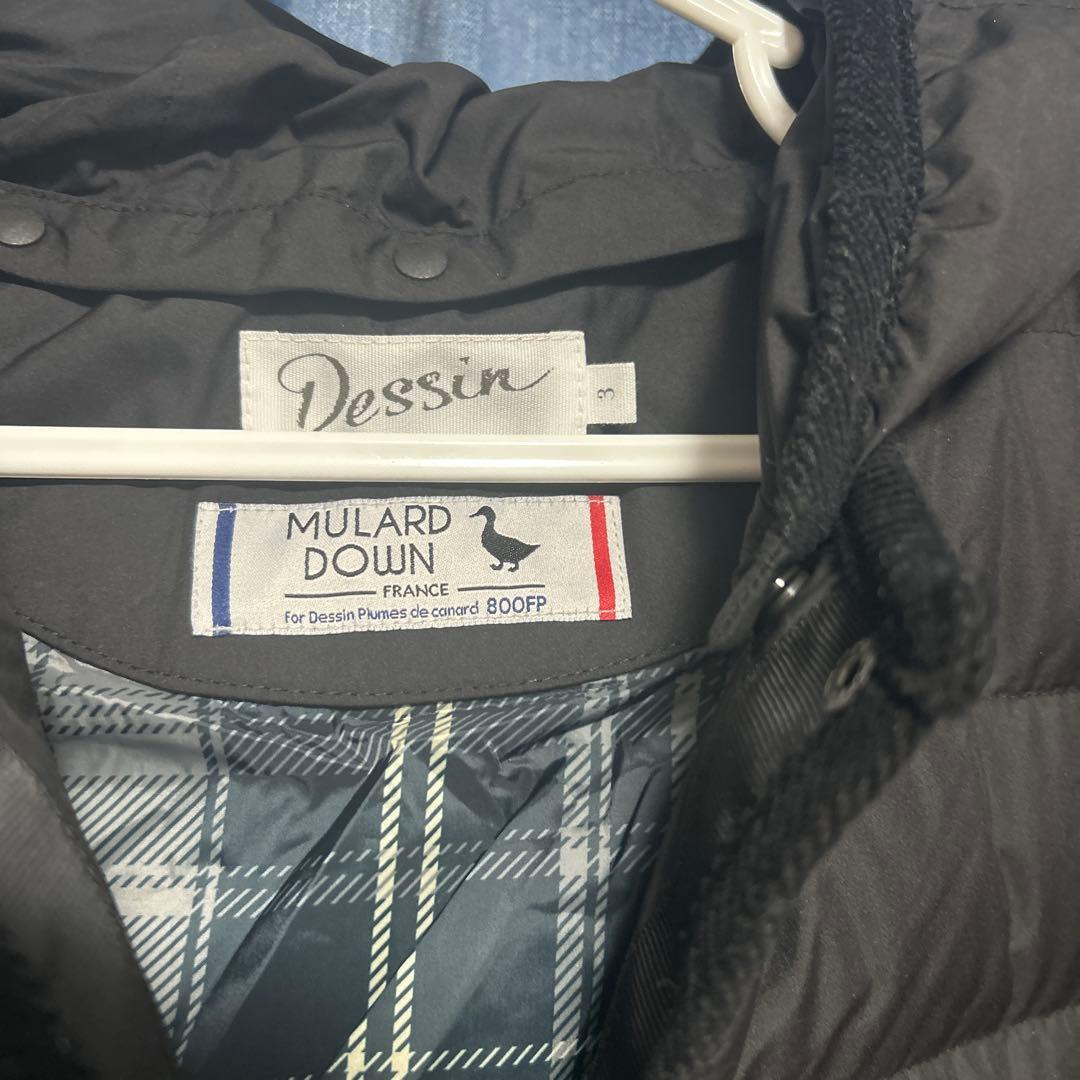 Dessin
3
MULARD
DOWN
FRANCE
for Dessin Plumes de canard 800FP